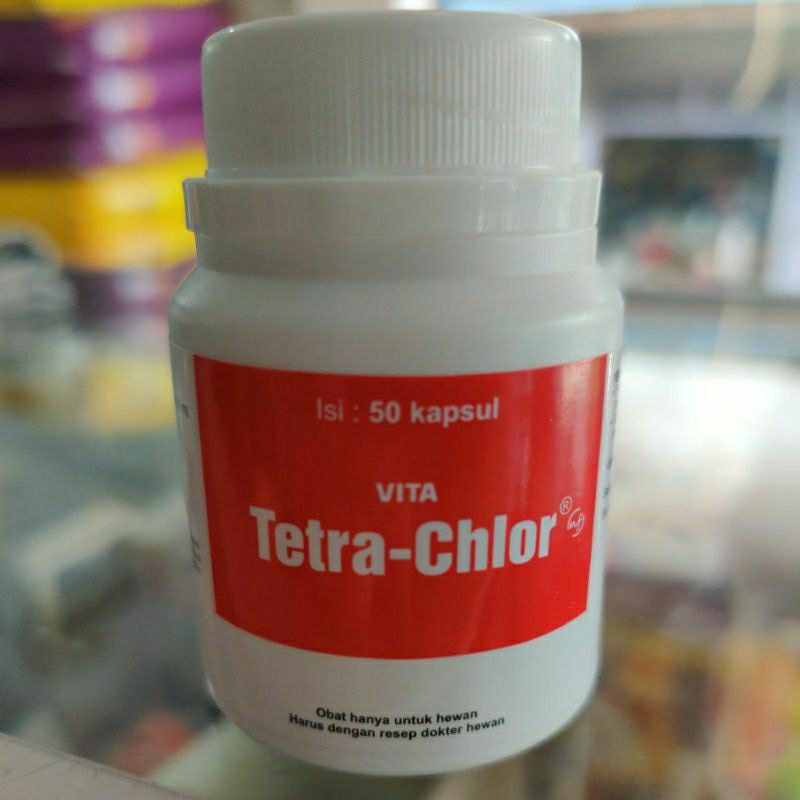 Isi : 50 kapsul
VITA
Tetra-Chlor®
Obat hanya untuk hewan
Harus dengan resep dokter hewan